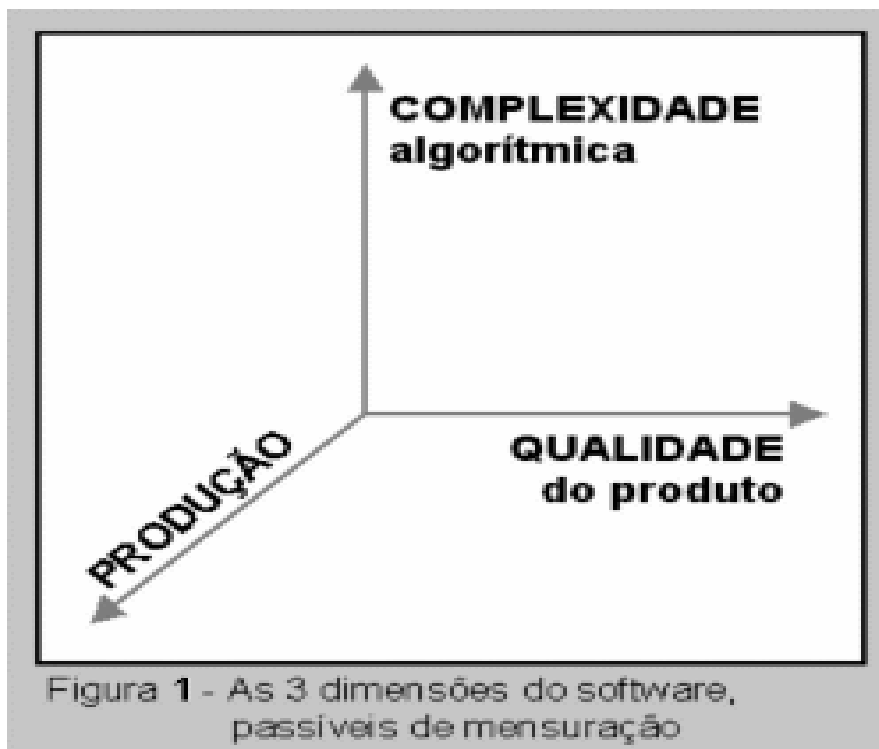 COMPLEXIDADE
algorítmica
PRODUÇÃO
QUALIDADE
do produto
Figura 1 - As 3 dimensões do software,
passíveis de mensuração